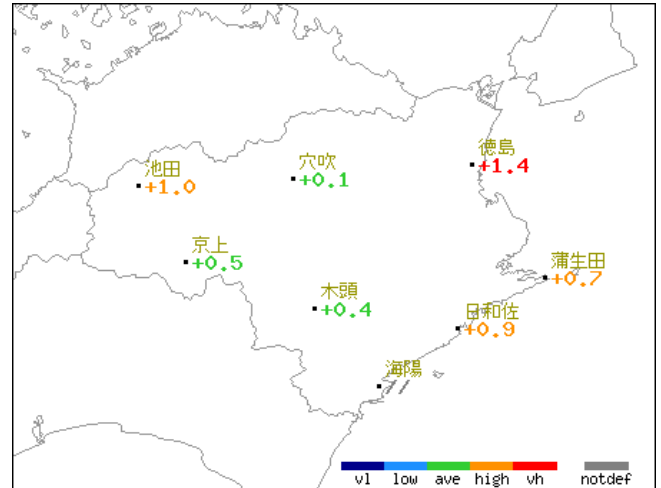 徳島
+1.4
穴吹
+0.1
池田
+1.0
京上
+0.5
蒲生田
+0.7
木頭
+0.4
日和佐
+0.9
海陽
//
vl low ave high vh notdef